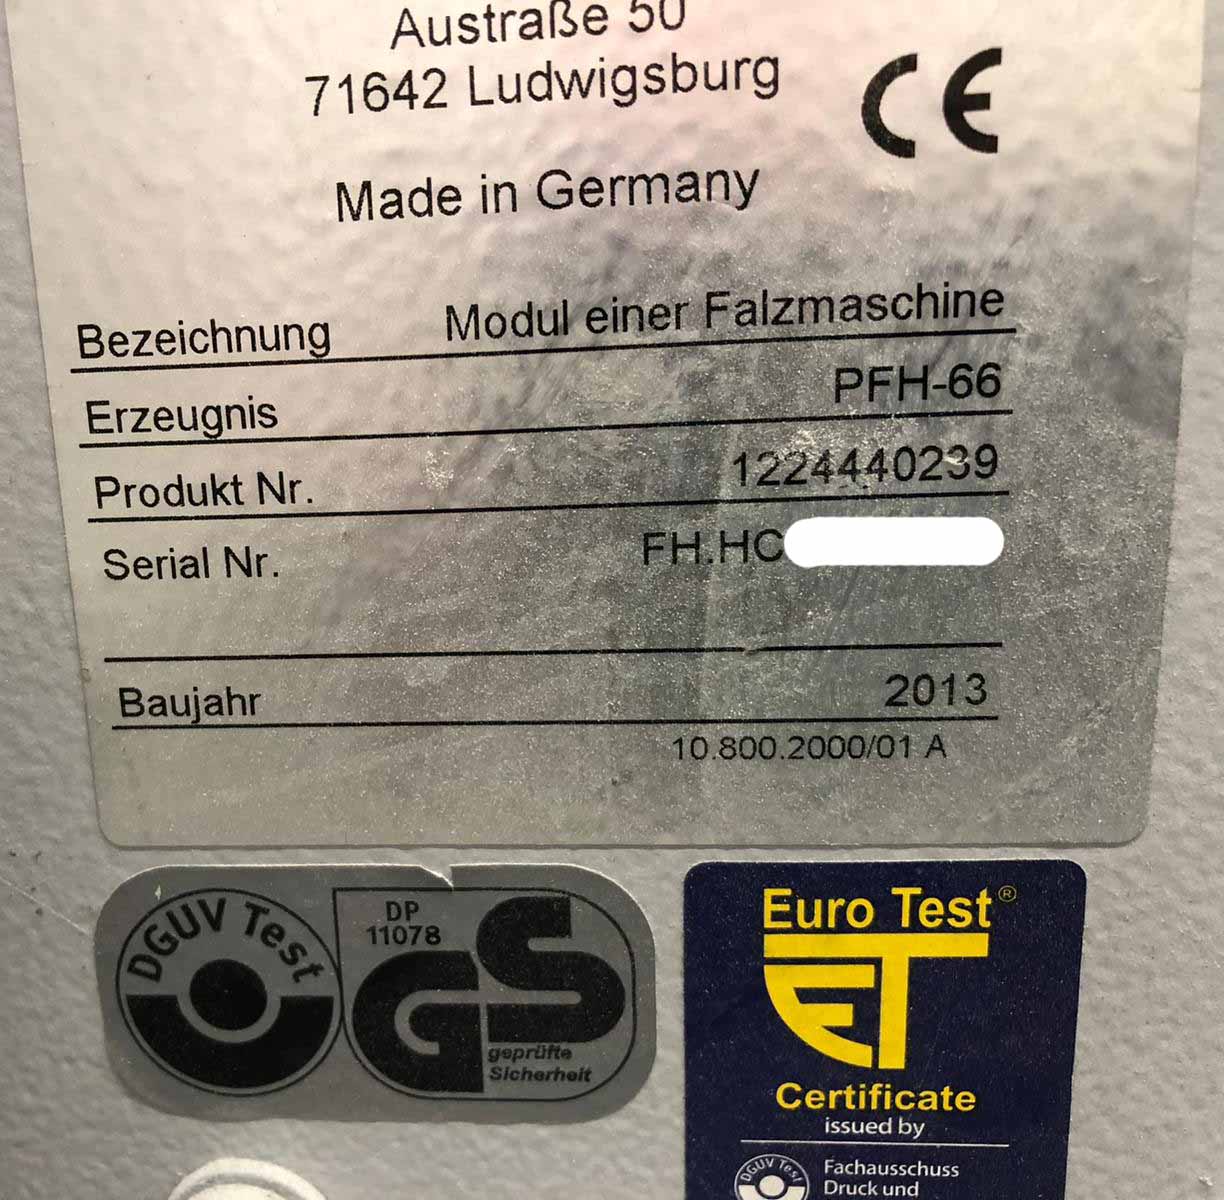 Austraße 50
71642 Ludwigsburg
CE
Made in Germany
Bezeichnung Modul einer Falzmaschine
Erzeugnis PFH-66
Produkt Nr. 1224440239
Serial Nr. FH.HC
Baujahr 2013
10.800.2000/01 A
DGUV Test
DP
11078
GS
geprüfte
Sicherheit
Euro Test®
ET
Certificate
issued by
DGUV Test
Fachausschuss
Druck und